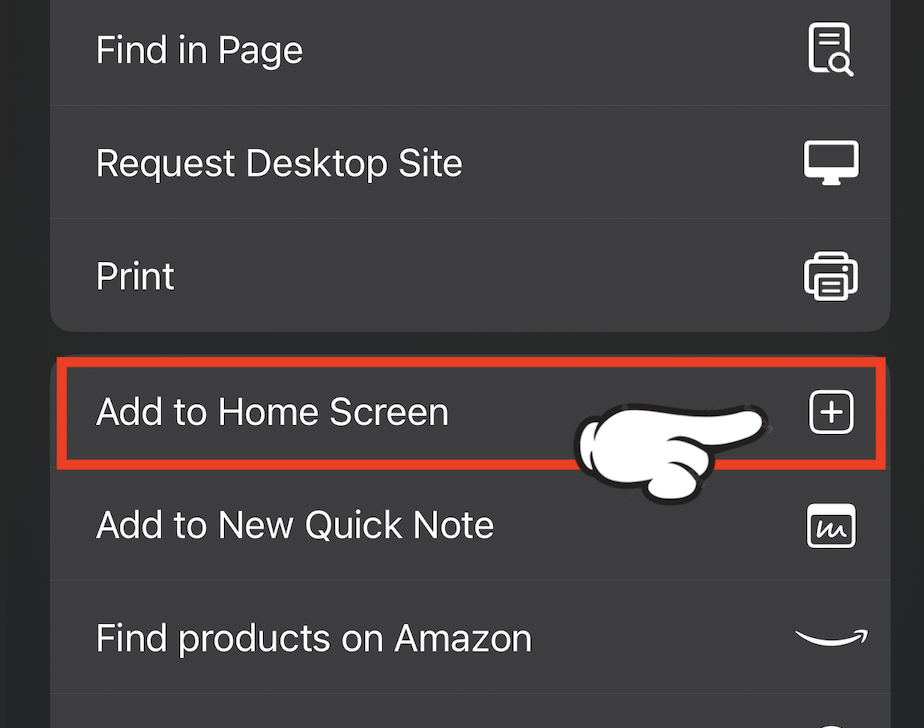 Find in Page
Request Desktop Site
Print
Add to Home Screen
Add to New Quick Note
Find products on Amazon